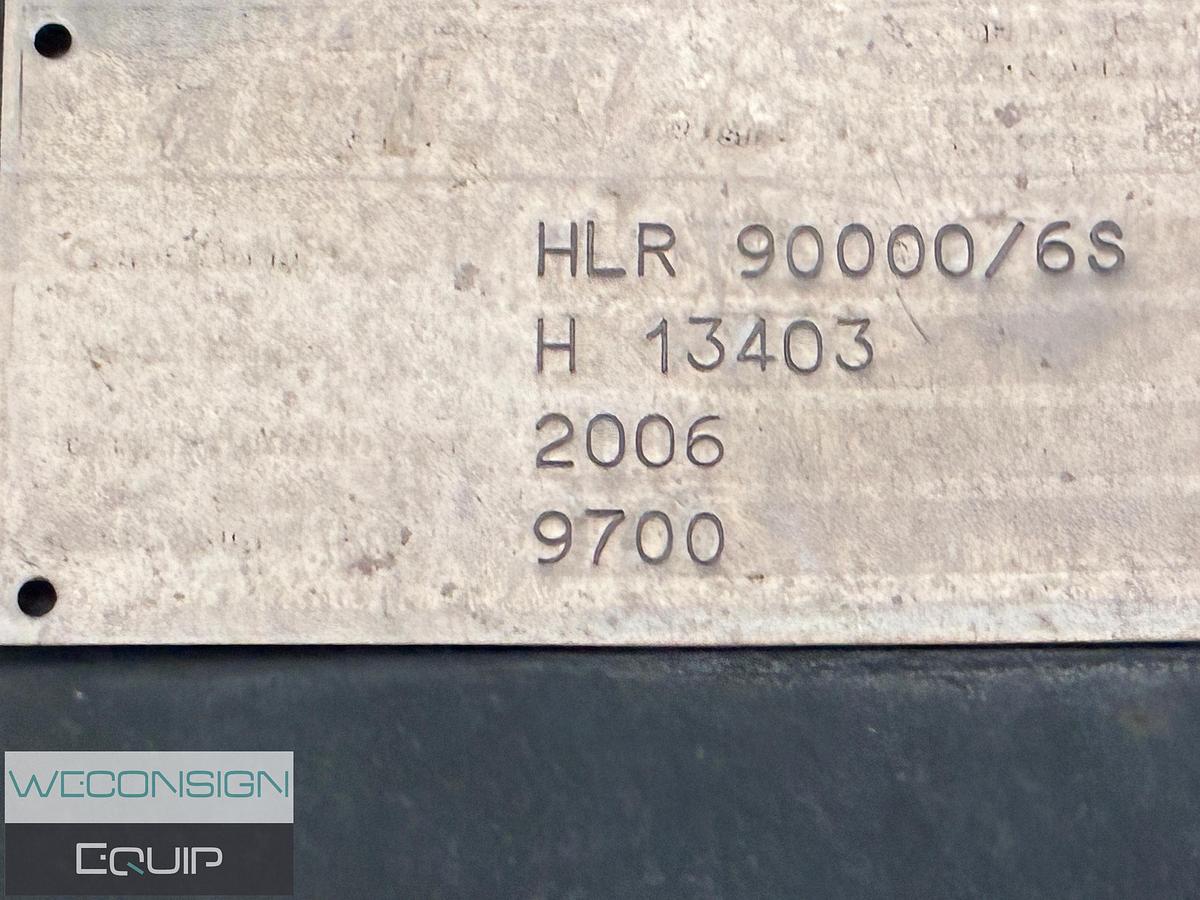 HLR 90000/6S
H 13403
2006
9700
WECONSIGN
EQUIP